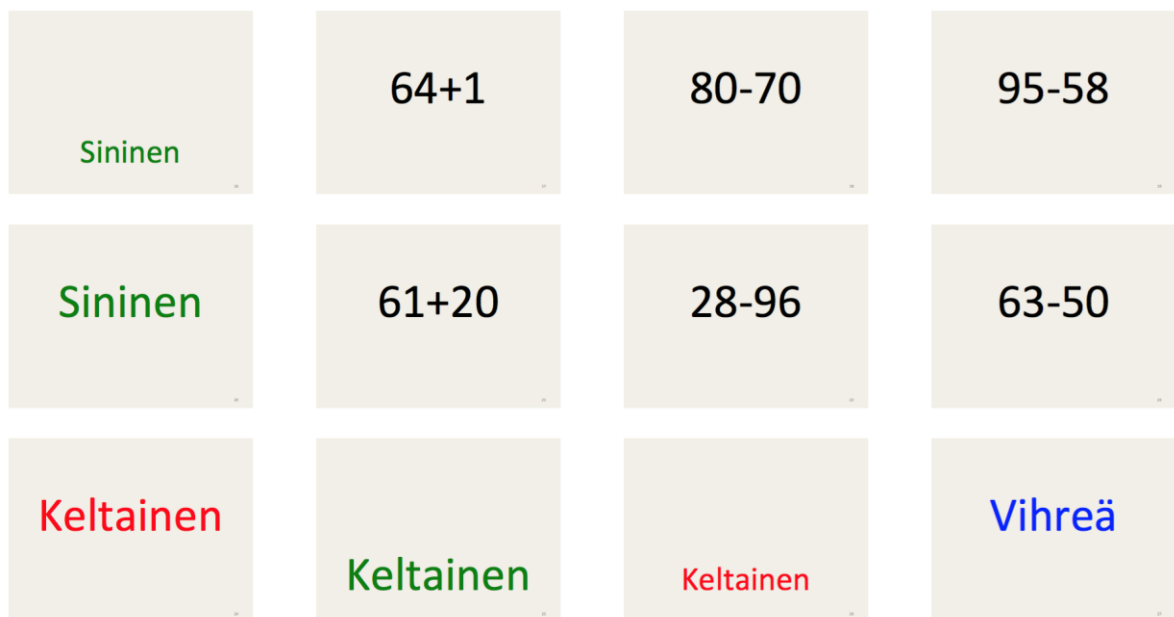 Sininen
64+1
80-70
95-58
Sininen
61+20
28-96
63-50
Keltainen
Keltainen
Keltainen
Vihreä